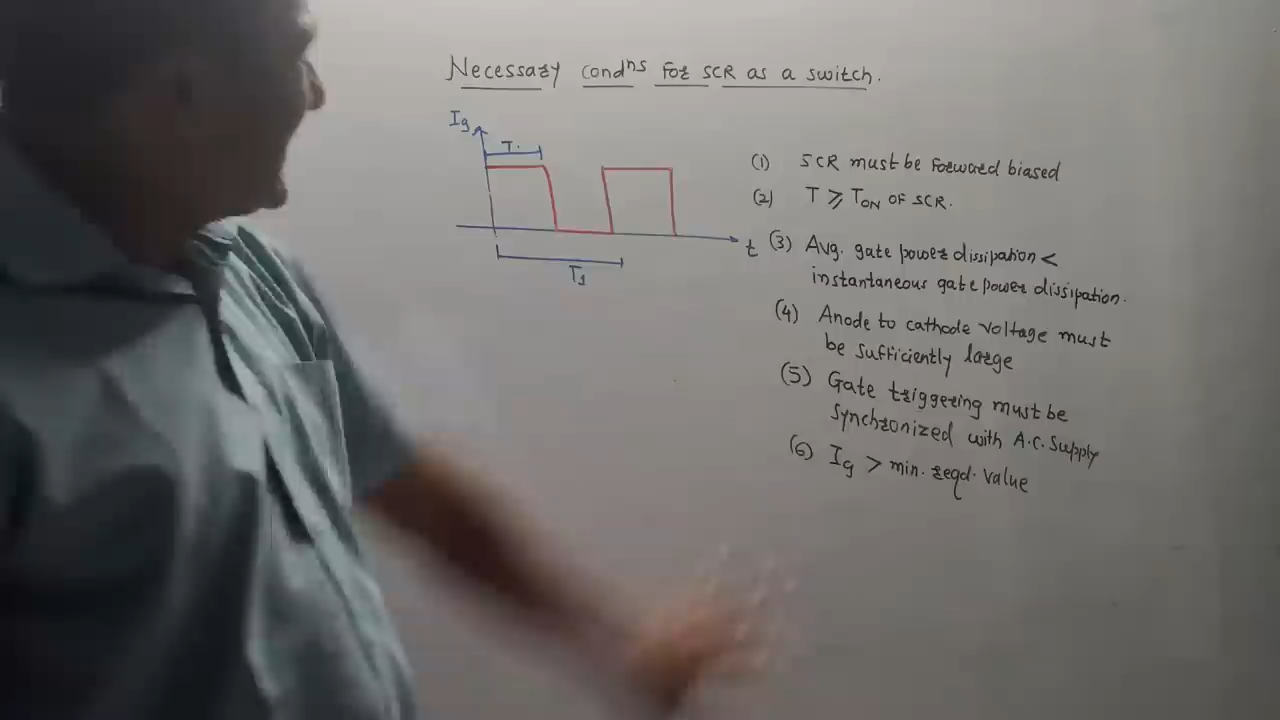 Necessary condns for SCR as a switch.
Ig
T
t
T1
(1) SCR must be Forward biased
(2) T ≥ TON OF SCR.
(3) Avg. gate power dissipation <
instantaneous gate power dissipation.
(4) Anode to cathode voltage must
be sufficiently large
(5) Gate triggering must be
synchronized with A.C. Supply
(6) Ig > min. reqd. value